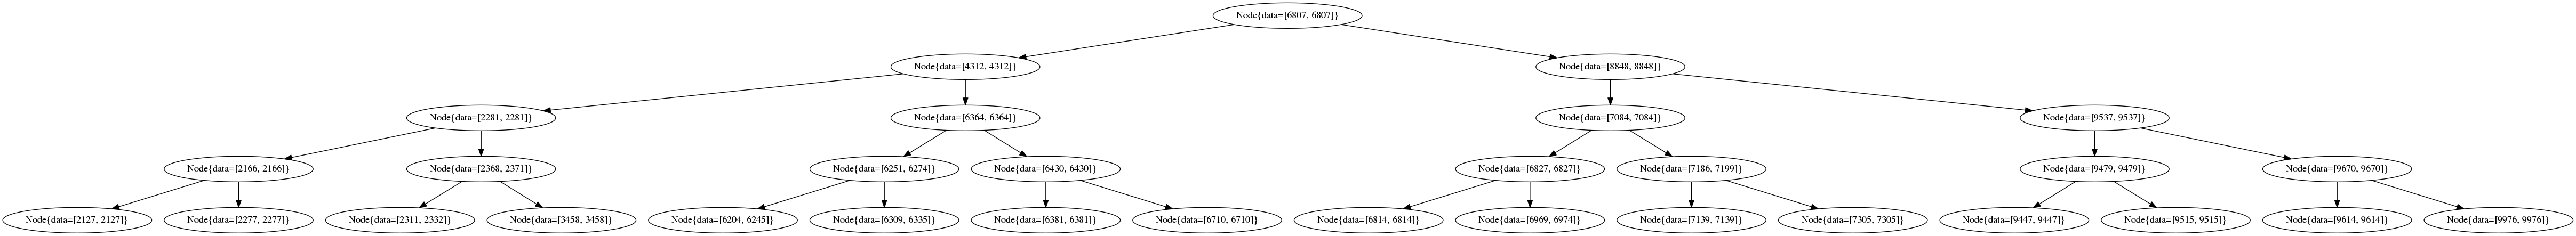 Node{data=[6807, 6807]}
Node{data=[4312, 4312]}
Node{data=[8848, 8848]}
Node{data=[2281, 2281]}
Node{data=[6364, 6364]}
Node{data=[7084, 7084]}
Node{data=[9537, 9537]}
Node{data=[2166, 2166]}
Node{data=[2368, 2371]}
Node{data=[6251, 6274]}
Node{data=[6430, 6430]}
Node{data=[6827, 6827]}
Node{data=[7186, 7199]}
Node{data=[9479, 9479]}
Node{data=[9670, 9670]}
Node{data=[2127, 2127]}
Node{data=[2277, 2277]}
Node{data=[2311, 2332]}
Node{data=[3458, 3458]}
Node{data=[6204, 6245]}
Node{data=[6309, 6335]}
Node{data=[6381, 6381]}
Node{data=[6710, 6710]}
Node{data=[6814, 6814]}
Node{data=[6969, 6974]}
Node{data=[7139, 7139]}
Node{data=[7305, 7305]}
Node{data=[9447, 9447]}
Node{data=[9515, 9515]}
Node{data=[9614, 9614]}
Node{data=[9976, 9976]}